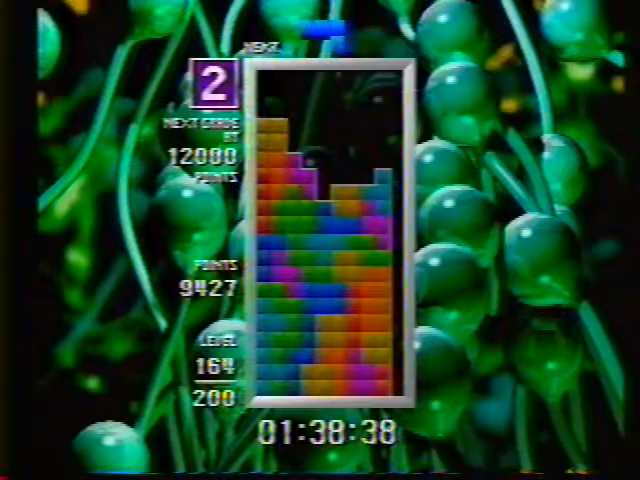 NEXT
2
NEXT GRADE
AT
12000
POINTS
POINTS
9427
LEVEL
164
200
01:38:38